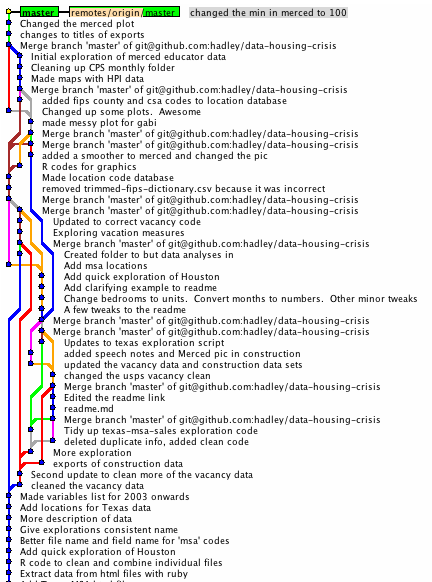 master remotes/origin/master changed the min in merced to 100
Changed the merced plot
changes to titles of exports
Merge branch 'master' of git@github.com:hadley/data-housing-crisis
Initial exploration of merced educator data
Cleaning up CPS monthly folder
Made maps with HPI data
Merge branch 'master' of git@github.com:hadley/data-housing-crisis
added fips county and csa codes to location database
Changed up some plots.  Awesome
made messy plot for gabi
Merge branch 'master' of git@github.com:hadley/data-housing-crisis
Merge branch 'master' of git@github.com:hadley/data-housing-crisis
added a smoother to merced and changed the pic
R codes for graphics
Made location code database
removed trimmed-fips-dictionary.csv because it was incorrect
Merge branch 'master' of git@github.com:hadley/data-housing-crisis
Merge branch 'master' of git@github.com:hadley/data-housing-crisis
Updated to correct vacancy code
Exploring vacation measures
Merge branch 'master' of git@github.com:hadley/data-housing-crisis
Created folder to but data analyses in
Add msa locations
Add quick exploration of Houston
Add clarifying example to readme
Change bedrooms to units.  Convert months to numbers.  Other minor tweaks
A few tweaks to the readme
Merge branch 'master' of git@github.com:hadley/data-housing-crisis
Merge branch 'master' of git@github.com:hadley/data-housing-crisis
Updates to texas exploration script
added speech notes and Merced pic in construction
updated the vacancy data and construction data sets
changed the usps vacancy clean
Merge branch 'master' of git@github.com:hadley/data-housing-crisis
Edited the readme link
readme.md
Merge branch 'master' of git@github.com:hadley/data-housing-crisis
Tidy up texas-msa-sales exploration code
deleted duplicate info, added clean code
More exploration
exports of construction data
Second update to clean more of the vacancy data
cleaned the vacancy data
Made variables list for 2003 onwards
Add locations for Texas data
More description of data
Give explorations consistent name
Better file name and field name for 'msa' codes
Add quick exploration of Houston
R code to clean and combine individual files
Extract data from html files with ruby